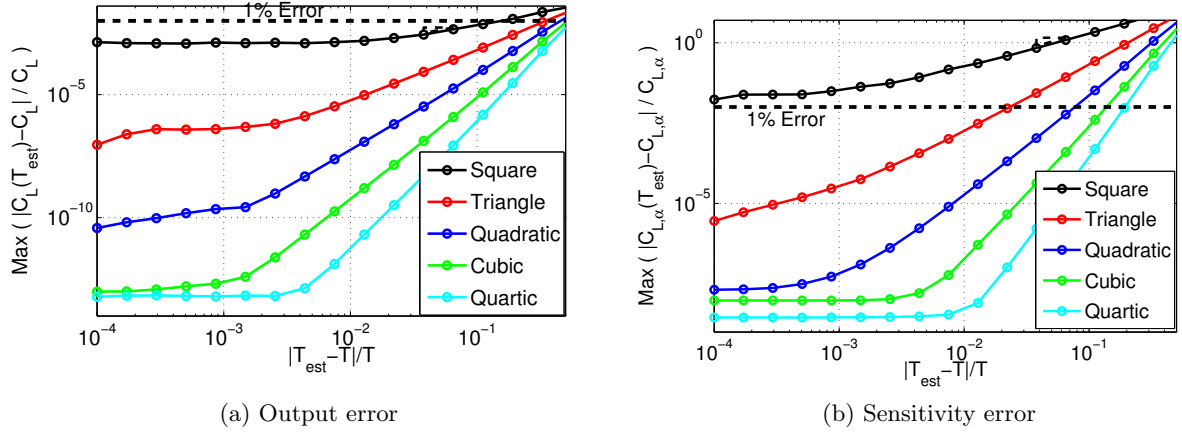 1% Error
Max ( |C_L(T_est)−C_L| / C_L )
10^-5
10^-10
Square
Triangle
Quadratic
Cubic
Quartic
10^-4 10^-3 10^-2 10^-1
|T_est−T|/T
(a) Output error
Max ( |C_L,α(T_est)−C_L,α| / C_L,α )
10^0
10^-5
1% Error
Square
Triangle
Quadratic
Cubic
Quartic
10^-4 10^-3 10^-2 10^-1
|T_est−T|/T
(b) Sensitivity error